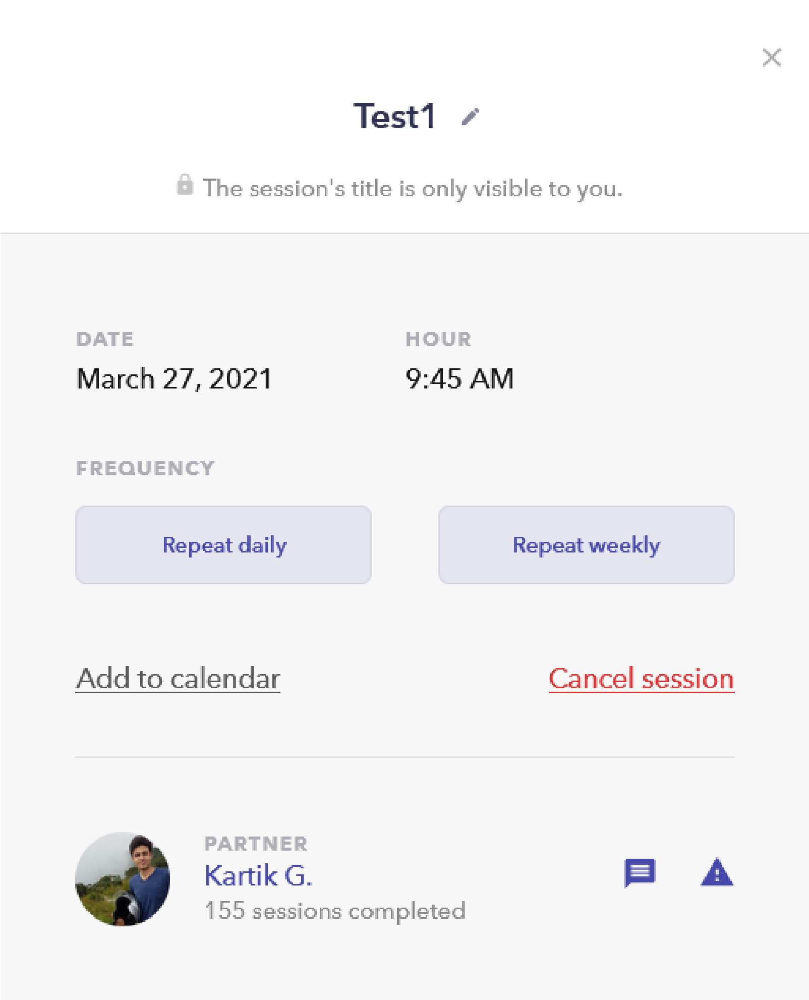 Test1
The session's title is only visible to you.
DATE
HOUR
March 27, 2021
9:45 AM
FREQUENCY
Repeat daily
Repeat weekly
Add to calendar
Cancel session
PARTNER
Kartik G.
155 sessions completed